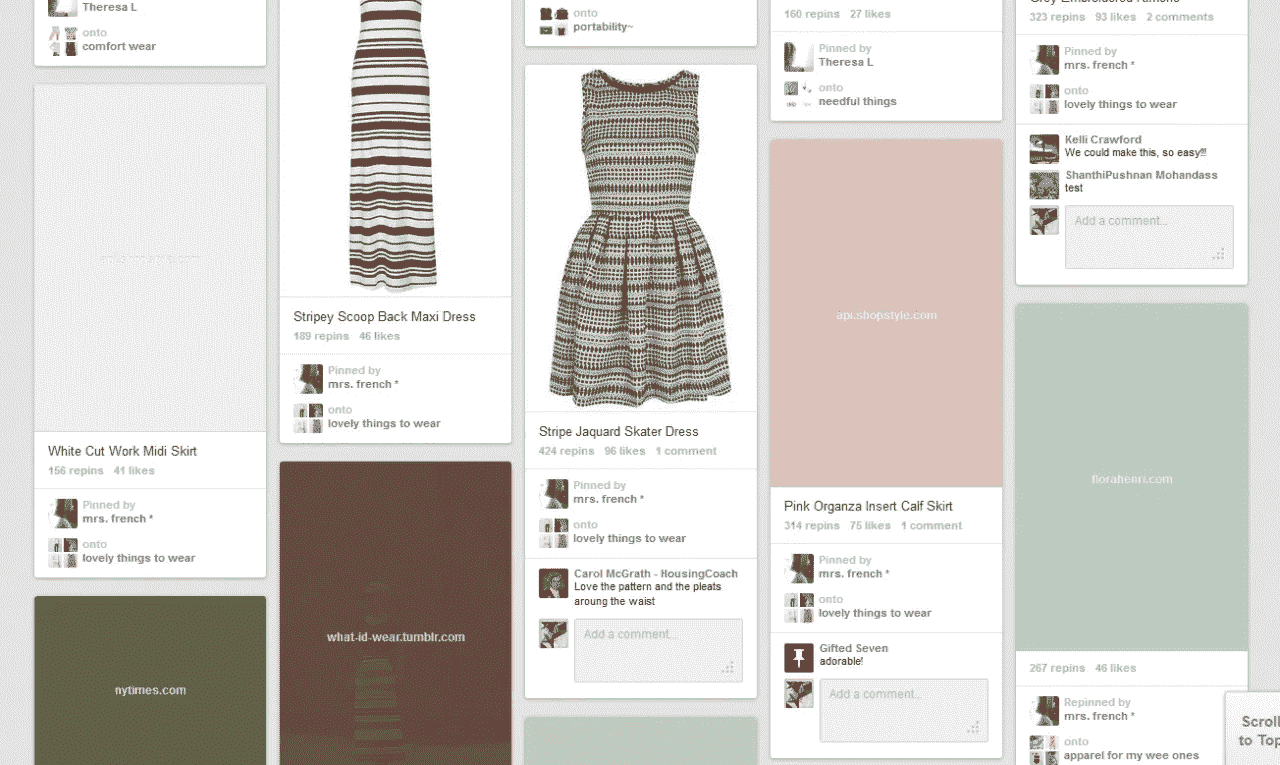 Theresa L
onto
comfort wear
White Cut Work Midi Skirt
156 repins 41 likes
Pinned by
mrs. french *
onto
lovely things to wear
nytimes.com
Stripey Scoop Back Maxi Dress
189 repins 46 likes
Pinned by
mrs. french *
onto
lovely things to wear
what-id-wear.tumblr.com
onto
portability~
Stripe Jaquard Skater Dress
424 repins 96 likes 1 comment
Pinned by
mrs. french *
onto
lovely things to wear
Carol McGrath - HousingCoach
Love the pattern and the pleats
aroung the waist
Add a comment...
160 repins 27 likes
Pinned by
Theresa L
onto
needful things
api.shopstyle.com
Pink Organza Insert Calf Skirt
314 repins 75 likes 1 comment
Pinned by
mrs. french *
onto
lovely things to wear
Gifted Seven
adorable!
Add a comment...
323 repins 93 likes 2 comments
Pinned by
mrs. french *
onto
lovely things to wear
Kelli Crawford
We could make this, so easy!!!
ShanthiPushnan Mohandass
test
Add a comment...
florahenri.com
267 repins 46 likes
Repinned by
mrs. french *
onto
apparel for my wee ones
Scroll
to Top